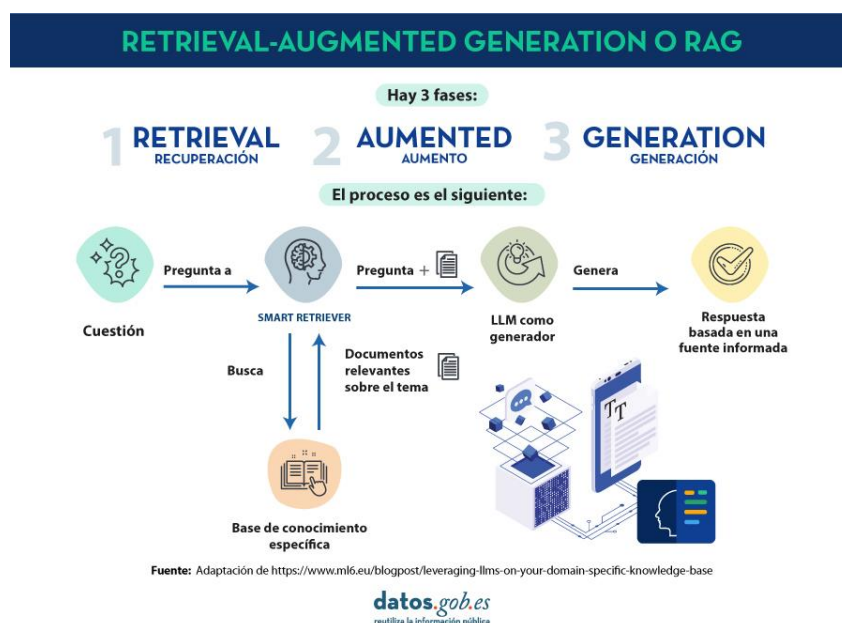 RETRIEVAL-AUGMENTED GENERATION O RAG
Hay 3 fases:
1 RETRIEVAL
RECUPERACIÓN
2 AUMENTED
AUMENTO
3 GENERATION
GENERACIÓN
El proceso es el siguiente:
Cuestión
Pregunta a
SMART RETRIEVER
Pregunta +
LLM como
generador
Genera
Respuesta
basada en una
fuente informada
Busca
Documentos
relevantes
sobre el tema
TT
Base de conocimiento
específica
Fuente: Adaptación de https://www.ml6.eu/blogpost/leveraging-llms-on-your-domain-specific-knowledge-base
datos.gob.es
reutiliza la información pública